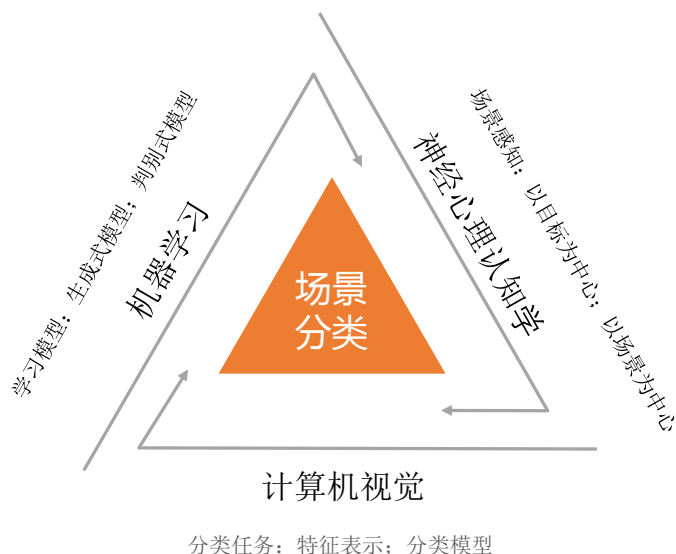 学习模型：生成式模型；判别式模型
机器学习
场景
分类
神经心理认知学
场景感知：以目标为中心；以场景为中心
计算机视觉
分类任务：特征表示；分类模型